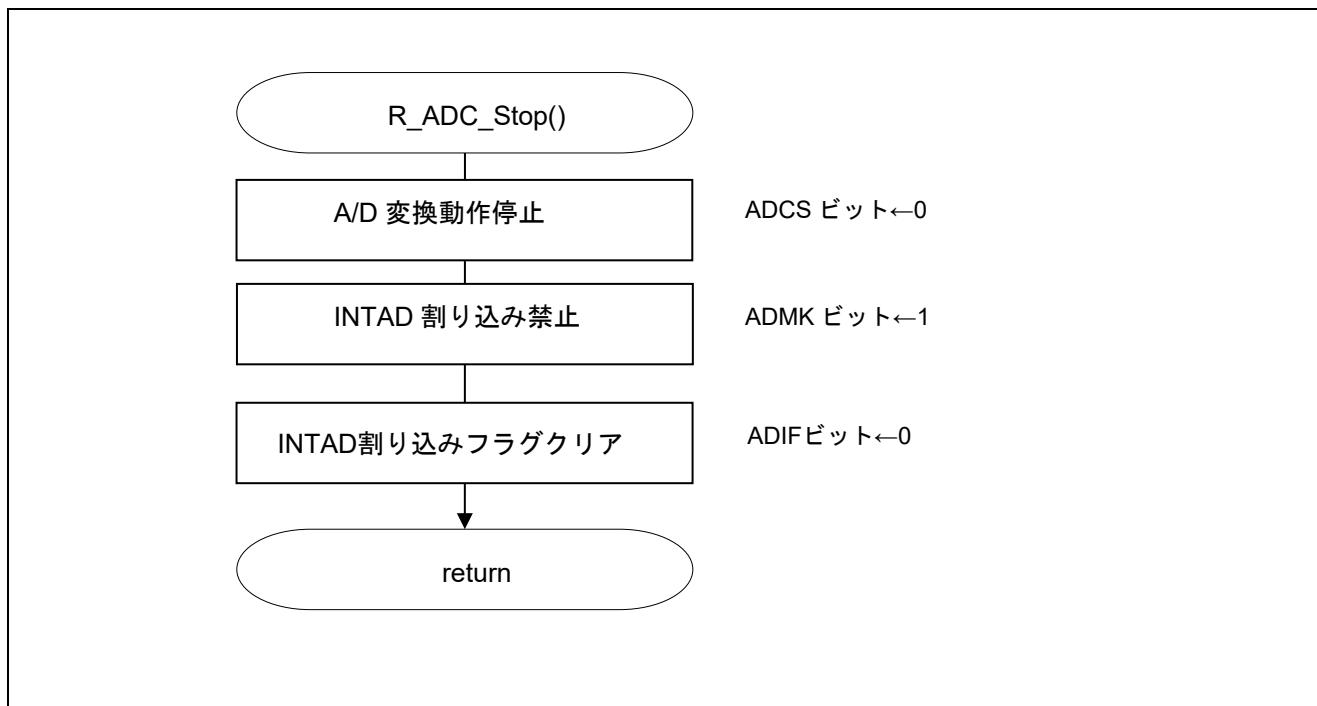 R_ADC_Stop()
A/D 変換動作停止
ADCS ビット←0
INTAD 割り込み禁止
ADMK ビット←1
INTAD割り込みフラグクリア
ADIFビット←0
return